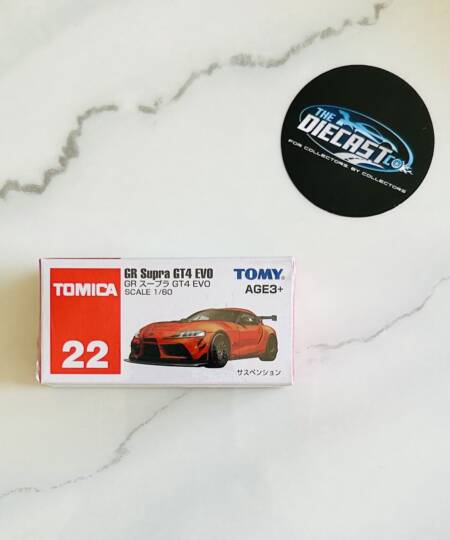 THE
DIECAST
CO
FOR COLLECTORS BY COLLECTORS
GR Supra GT4 EVO
GR スープラ GT4 EVO
SCALE 1/60
TOMICA
22
TOMY
AGE3+
サスペンション